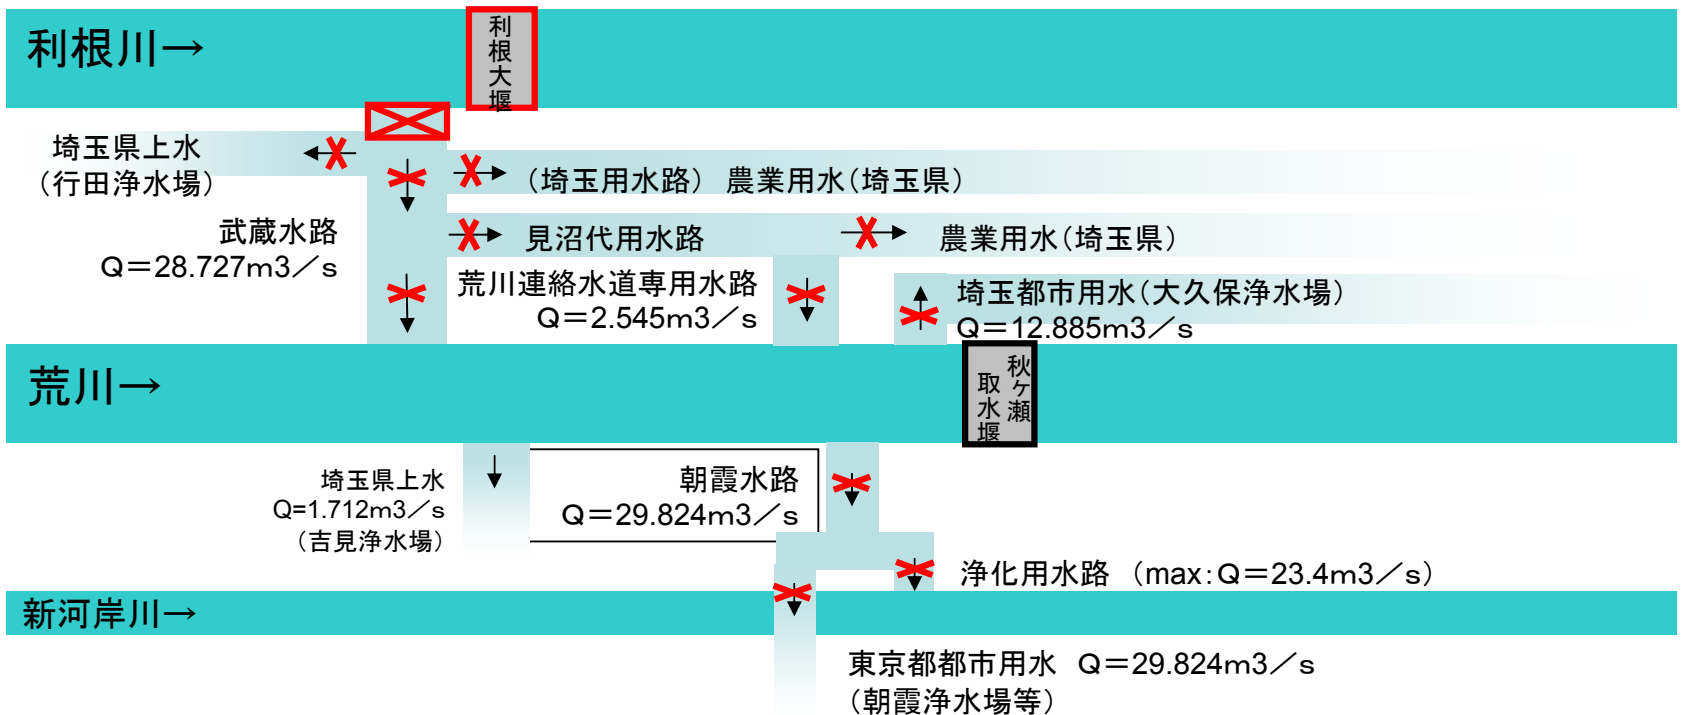 利根川→
利根大堰
埼玉県上水
（行田浄水場）
（埼玉用水路） 農業用水（埼玉県）
武蔵水路
Q＝28.727m3／s
見沼代用水路
農業用水（埼玉県）
荒川連絡水道専用水路
Q＝2.545m3／s
埼玉都市用水（大久保浄水場）
Q＝12.885m3／s
荒川→
秋ヶ瀬
取水堰
埼玉県上水
Q=1.712m3／s
（吉見浄水場）
朝霞水路
Q＝29.824m3／s
浄化用水路 （max：Q＝23.4m3／s）
新河岸川→
東京都都市用水 Q＝29.824m3／s
（朝霞浄水場等）